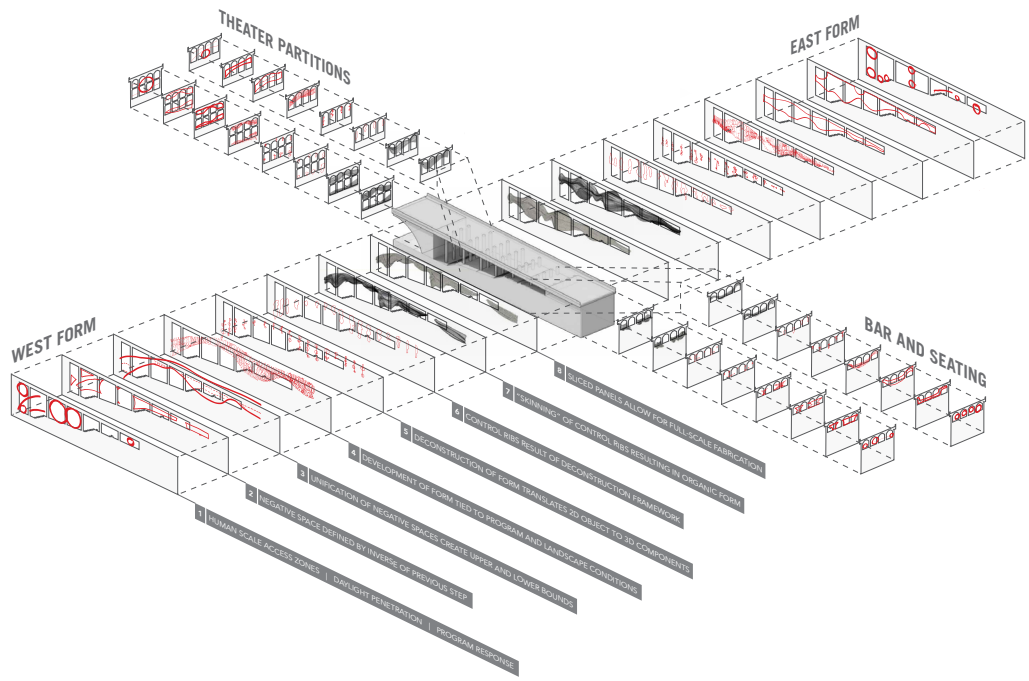 THEATER PARTITIONS
EAST FORM
WEST FORM
BAR AND SEATING
8 SLICED PANELS ALLOW FOR FULL-SCALE FABRICATION
7 "SKINNING" OF CONTROL RIBS RESULTING IN ORGANIC FORM
6 CONTROL RIBS RESULT OF DECONSTRUCTION FRAMEWORK
5 DECONSTRUCTION OF FORM TRANSLATES 2D OBJECT TO 3D COMPONENTS
4 DEVELOPMENT OF FORM TIED TO PROGRAM AND LANDSCAPE CONDITIONS
3 UNIFICATION OF NEGATIVE SPACES CREATE UPPER AND LOWER BOUNDS
2 NEGATIVE SPACE DEFINED BY INVERSE OF PREVIOUS STEP
1 HUMAN SCALE ACCESS ZONES | DAYLIGHT PENETRATION | PROGRAM RESPONSE